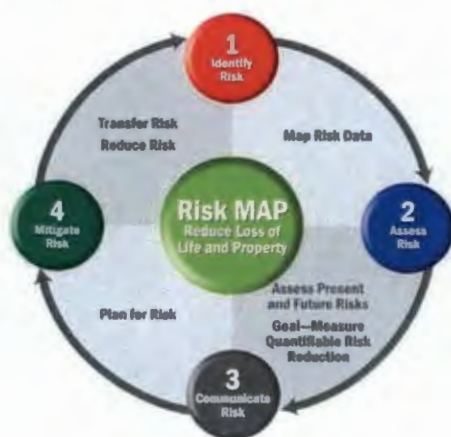 1
Identify
Risk
Map Risk Data
2
Assess
Risk
Assess Present
and Future Risks
Goal—Measure
Quantifiable Risk
Reduction
3
Communicate
Risk
Plan for Risk
4
Mitigate
Risk
Transfer Risk
Reduce Risk
Risk MAP
Reduce Loss of
Life and Property